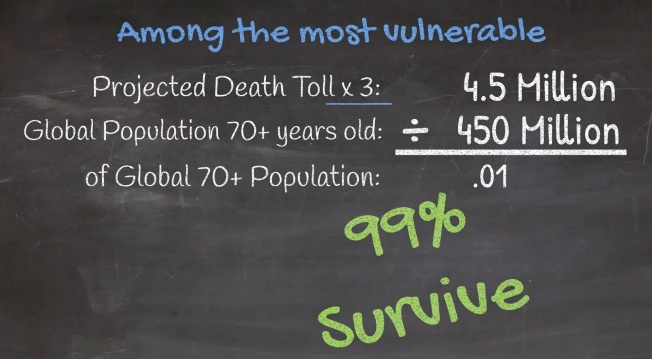 Among the most vulnerable
Projected Death Toll x 3: 4.5 Million
Global Population 70+ years old: ÷ 450 Million
of Global 70+ Population: .01
99%
Survive